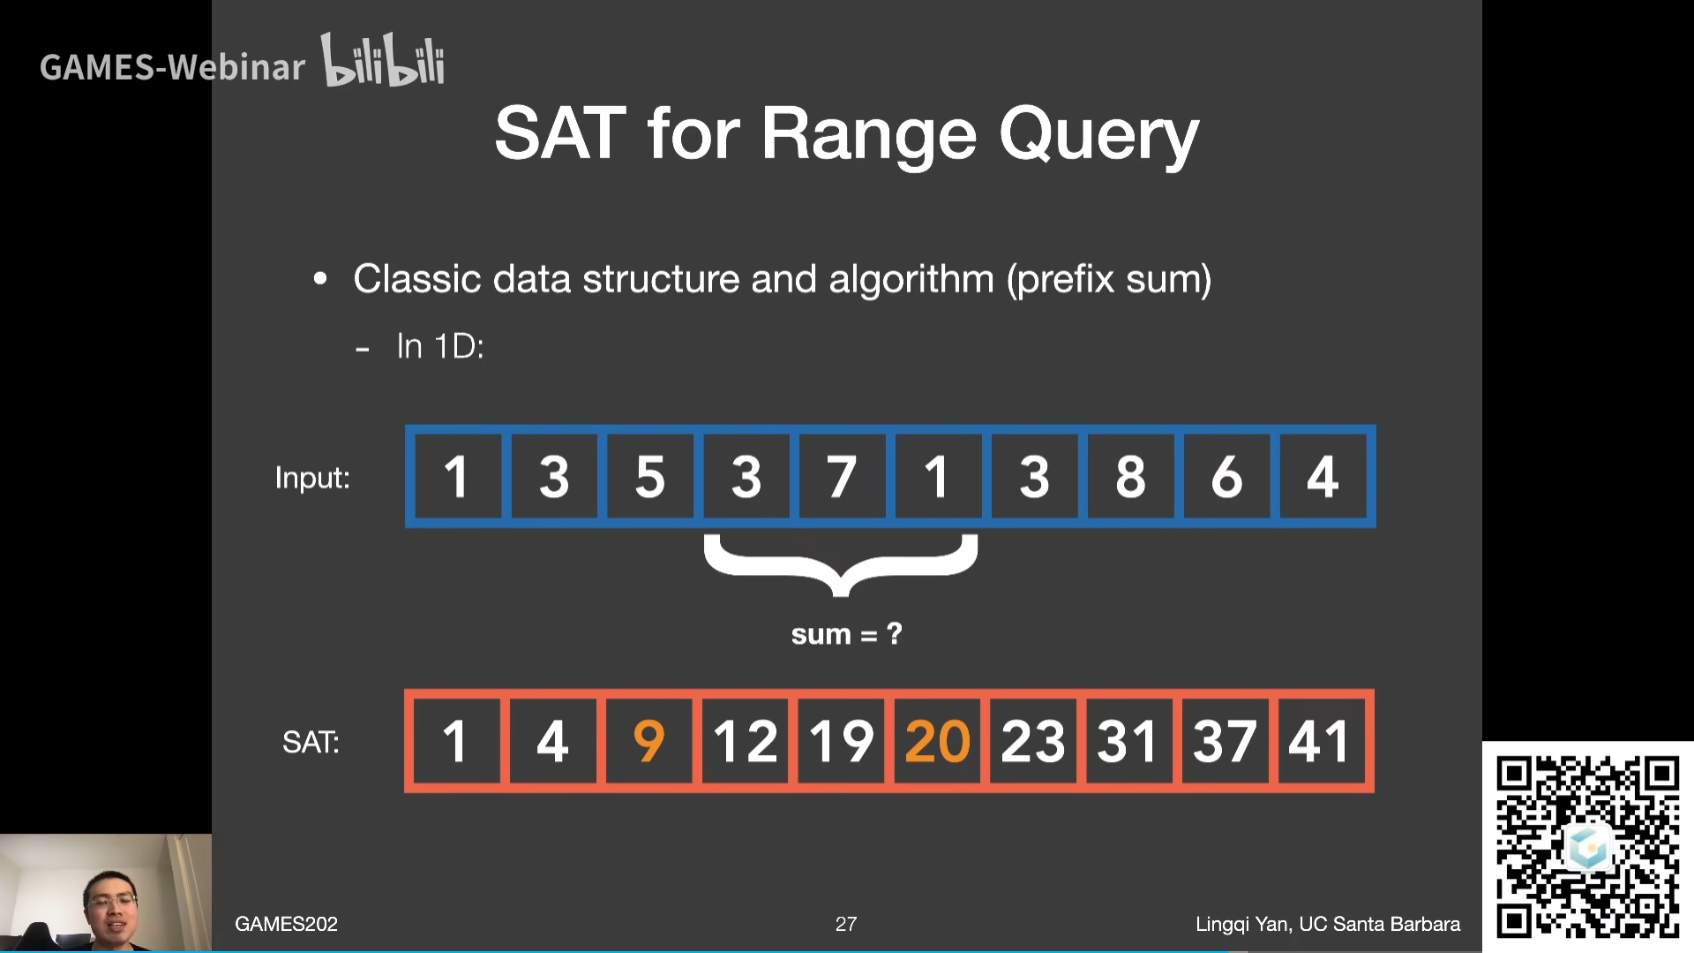 GAMES-Webinar bilibili
SAT for Range Query
• Classic data structure and algorithm (prefix sum)
- In 1D:
Input: 1 3 5 3 7 1 3 8 6 4
sum = ?
SAT: 1 4 9 12 19 20 23 31 37 41
GAMES202 27 Lingqi Yan, UC Santa Barbara